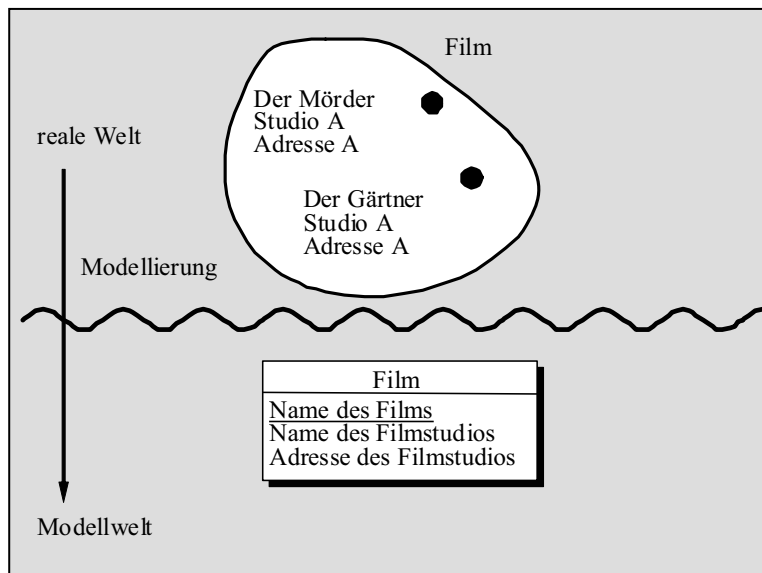 Film
Der Mörder
Studio A
Adresse A
reale Welt
Der Gärtner
Studio A
Adresse A
Modellierung
Film
Name des Films
Name des Filmstudios
Adresse des Filmstudios
Modellwelt